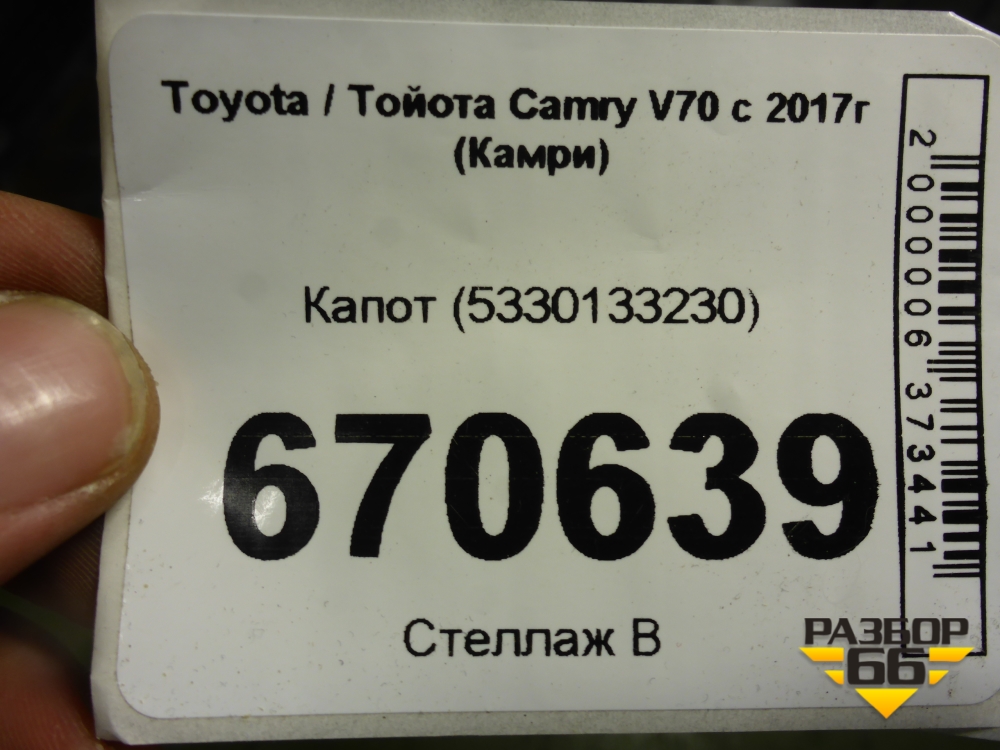 Toyota / Тойота Camry V70 с 2017г
(Камри)
Капот (5330133230)
670639
Стеллаж В
2000006373441
РАЗБОР
66